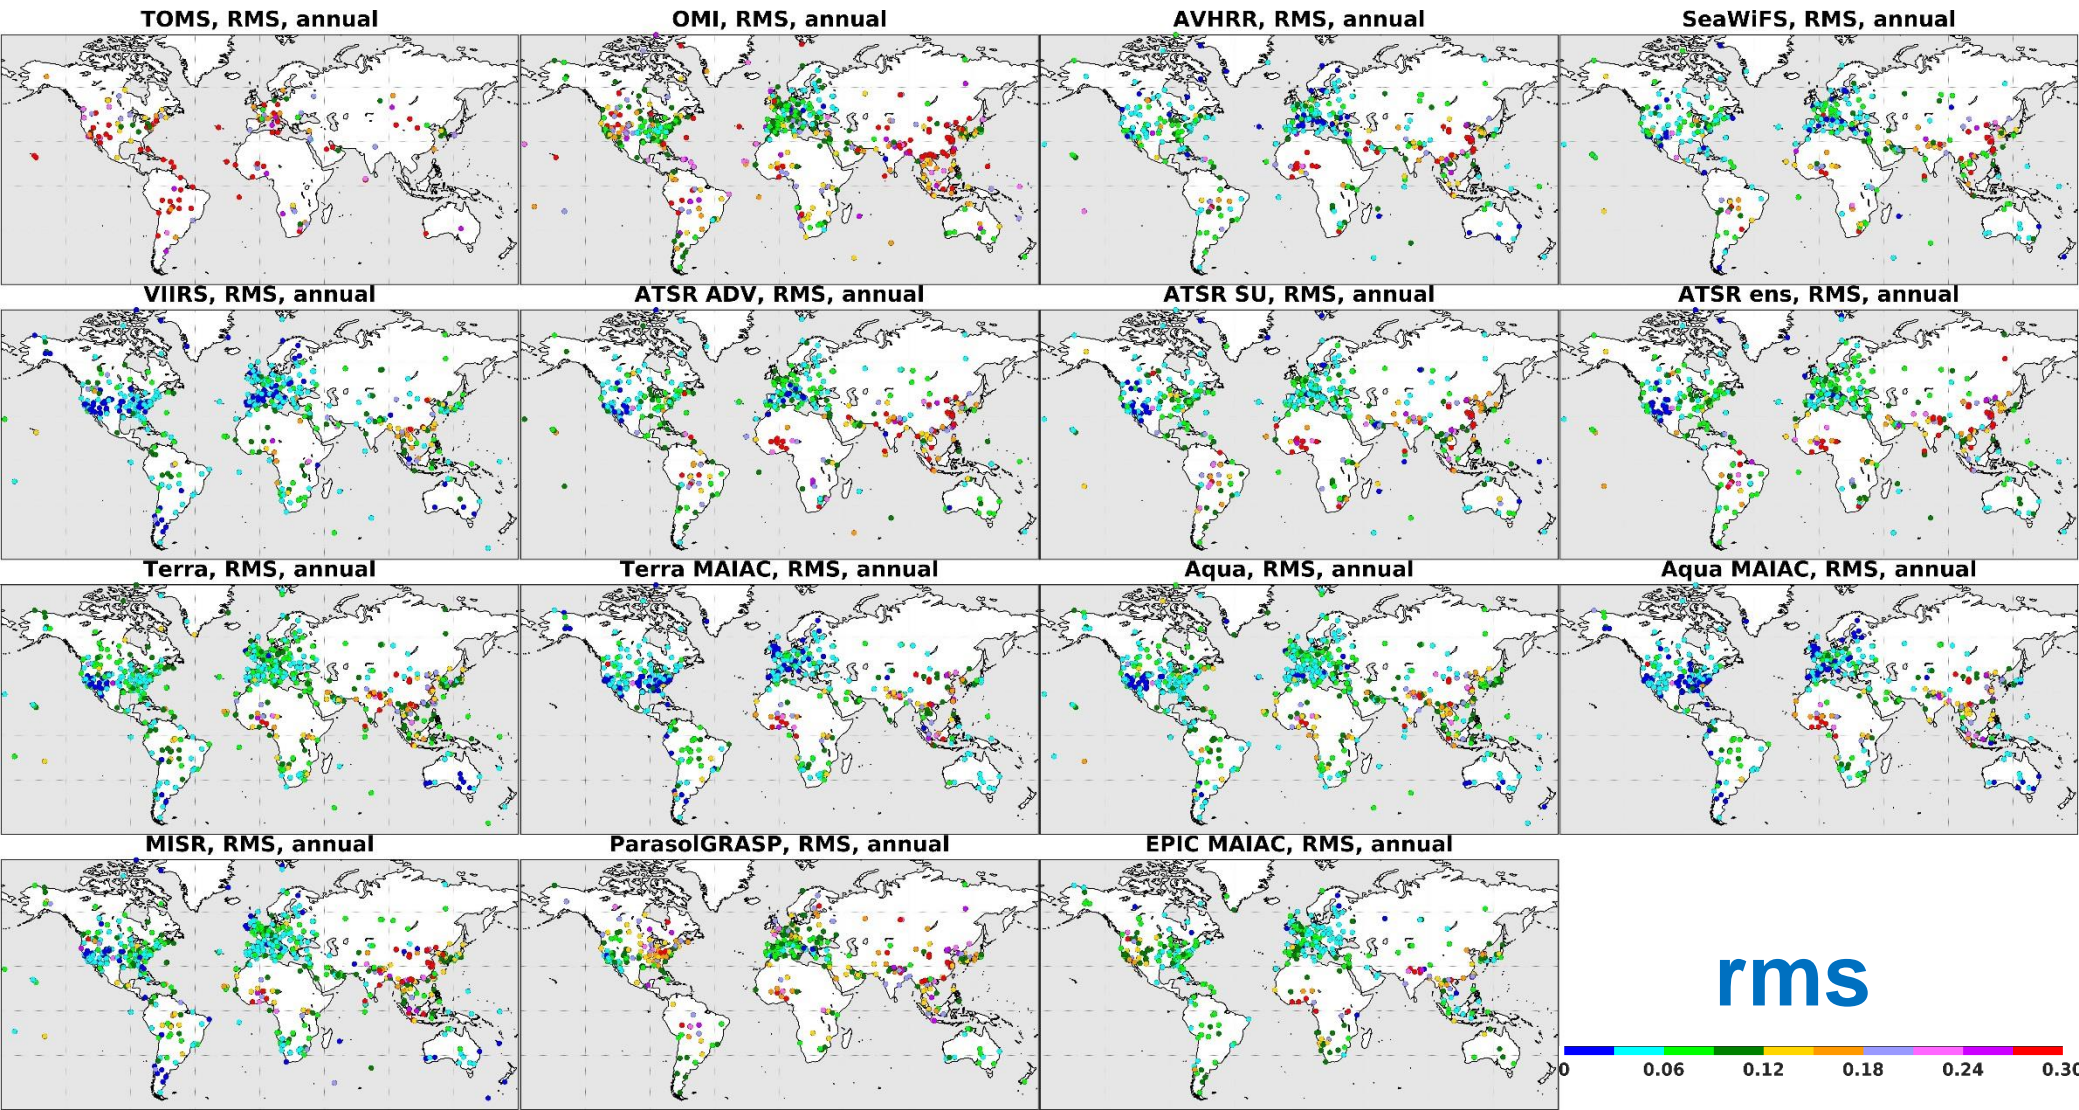 TOMS, RMS, annual
OMI, RMS, annual
AVHRR, RMS, annual
SeaWiFS, RMS, annual
VIIRS, RMS, annual
ATSR ADV, RMS, annual
ATSR SU, RMS, annual
ATSR ens, RMS, annual
Terra, RMS, annual
Terra MAIAC, RMS, annual
Aqua, RMS, annual
Aqua MAIAC, RMS, annual
MISR, RMS, annual
ParasolGRASP, RMS, annual
EPIC MAIAC, RMS, annual
rms
0 0.06 0.12 0.18 0.24 0.30